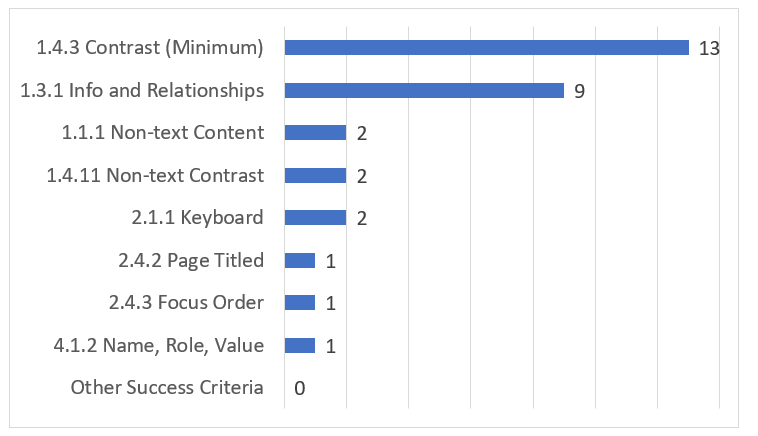 1.4.3 Contrast (Minimum) 13
1.3.1 Info and Relationships 9
1.1.1 Non-text Content 2
1.4.11 Non-text Contrast 2
2.1.1 Keyboard 2
2.4.2 Page Titled 1
2.4.3 Focus Order 1
4.1.2 Name, Role, Value 1
Other Success Criteria 0